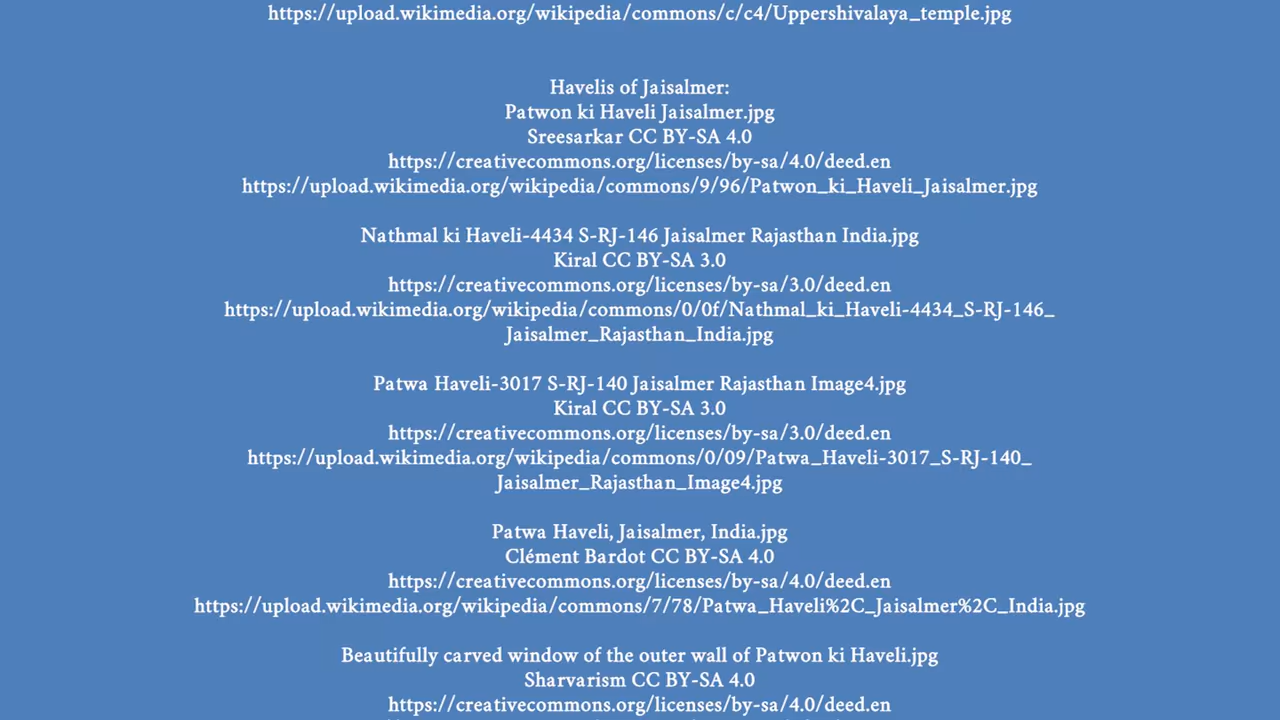 https://upload.wikimedia.org/wikipedia/commons/c/c4/Uppershivalaya_temple.jpg
Havelis of Jaisalmer:
Patwon ki Haveli Jaisalmer.jpg
Sreesarkar CC BY-SA 4.0
https://creativecommons.org/licenses/by-sa/4.0/deed.en
https://upload.wikimedia.org/wikipedia/commons/9/96/Patwon_ki_Haveli_Jaisalmer.jpg
Nathmal ki Haveli-4434 S-RJ-146 Jaisalmer Rajasthan India.jpg
Kiral CC BY-SA 3.0
https://creativecommons.org/licenses/by-sa/3.0/deed.en
https://upload.wikimedia.org/wikipedia/commons/0/0f/Nathmal_ki_Haveli-4434_S-RJ-146_
Jaisalmer_Rajasthan_India.jpg
Patwa Haveli-3017 S-RJ-140 Jaisalmer Rajasthan Image4.jpg
Kiral CC BY-SA 3.0
https://creativecommons.org/licenses/by-sa/3.0/deed.en
https://upload.wikimedia.org/wikipedia/commons/0/09/Patwa_Haveli-3017_S-RJ-140_
Jaisalmer_Rajasthan_Image4.jpg
Patwa Haveli, Jaisalmer, India.jpg
Clément Bardot CC BY-SA 4.0
https://creativecommons.org/licenses/by-sa/4.0/deed.en
https://upload.wikimedia.org/wikipedia/commons/7/78/Patwa_Haveli%2C_Jaisalmer%2C_India.jpg
Beautifully carved window of the outer wall of Patwon ki Haveli.jpg
Sharvarism CC BY-SA 4.0
https://creativecommons.org/licenses/by-sa/4.0/deed.en